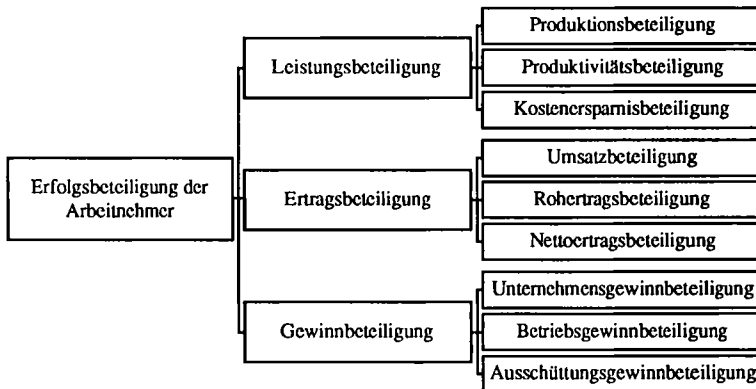 Erfolgsbeteiligung der
Arbeitnehmer
Leistungsbeteiligung
Produktionsbeteiligung
Produktivitätsbeteiligung
Kostenersparnisbeteiligung
Ertragsbeteiligung
Umsatzbeteiligung
Rohertragsbeteiligung
Nettoertragsbeteiligung
Gewinnbeteiligung
Unternehmensgewinnbeteiligung
Betriebsgewinnbeteiligung
Ausschüttungsgewinnbeteiligung